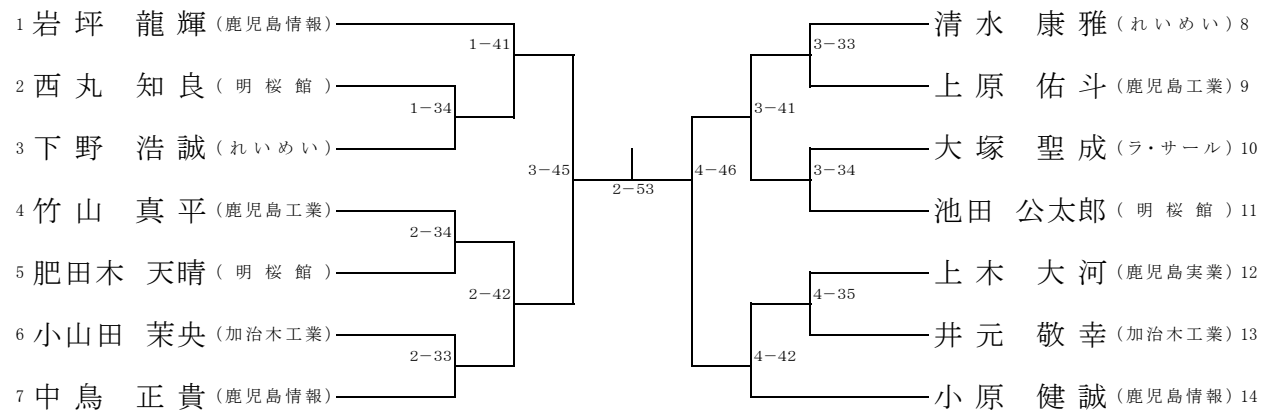 1 岩坪 龍輝 (鹿児島情報)
2 西丸 知良 (明桜館)
3 下野 浩誠 (れいめい)
4 竹山 真平 (鹿児島工業)
5 肥田木 天晴 (明桜館)
6 小山田 茉央 (加治木工業)
7 中鳥 正貴 (鹿児島情報)
1−41
1−34
2−34
2−42
2−33
3−45
2−53
4−46
3−33
3−41
3−34
4−35
4−42
清水 康雅 (れいめい) 8
上原 佑斗 (鹿児島工業) 9
大塚 聖成 (ラ・サール) 10
池田 公太郎 (明桜館) 11
上木 大河 (鹿児島実業) 12
井元 敬幸 (加治木工業) 13
小原 健誠 (鹿児島情報) 14